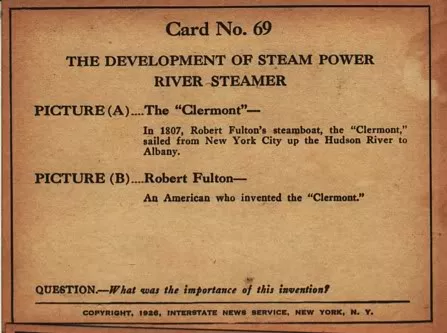 Card No. 69
THE DEVELOPMENT OF STEAM POWER
RIVER STEAMER
PICTURE (A)....The "Clermont"—
In 1807, Robert Fulton's steamboat, the "Clermont,"
sailed from New York City up the Hudson River to
Albany.
PICTURE (B)....Robert Fulton—
An American who invented the "Clermont."
QUESTION.—What was the importance of this invention?
COPYRIGHT, 1926, INTERSTATE NEWS SERVICE, NEW YORK, N. Y.